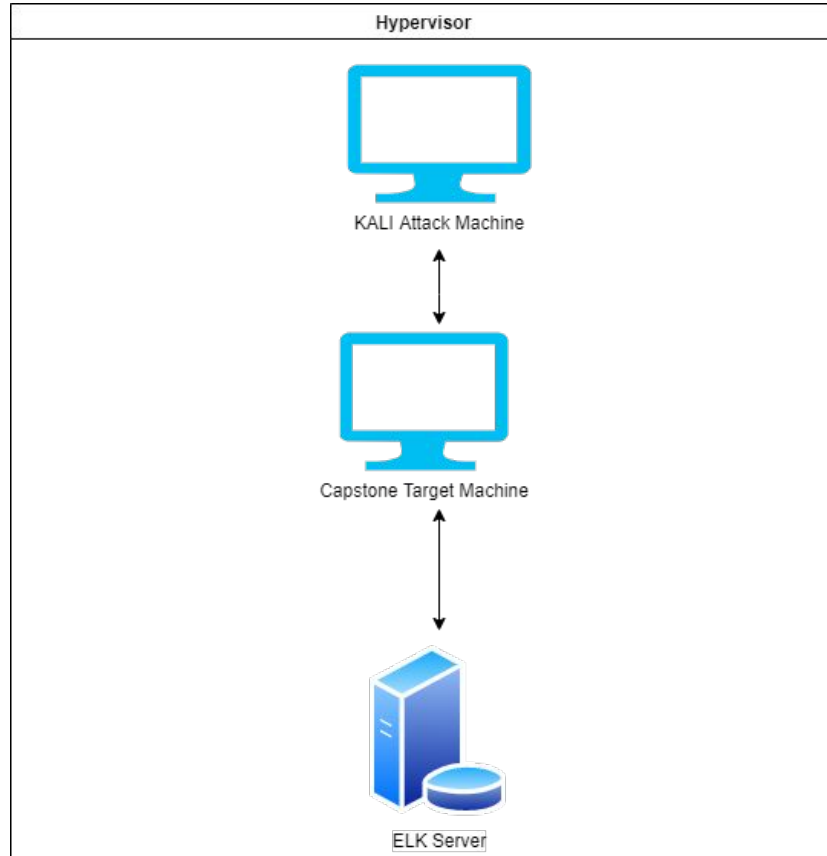 Hypervisor
KALI Attack Machine
Capstone Target Machine
ELK Server